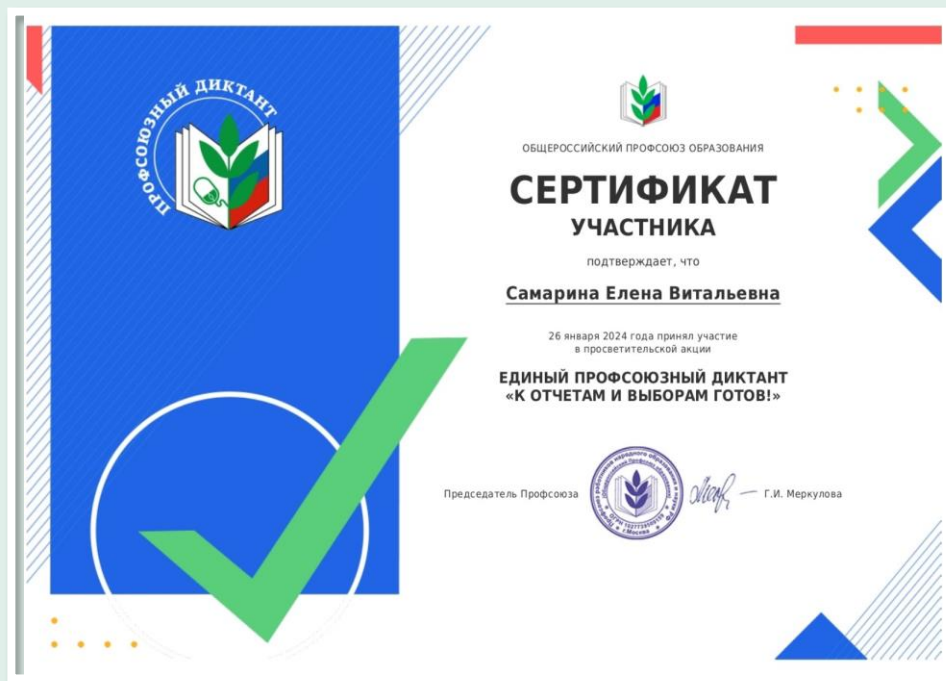 ПРОФСОЮЗНЫЙ ДИКТАНТ
ОБЩЕРОССИЙСКИЙ ПРОФСОЮЗ ОБРАЗОВАНИЯ
СЕРТИФИКАТ
УЧАСТНИКА
подтверждает, что
Самарина Елена Витальевна
26 января 2024 года принял участие
в просветительской акции
ЕДИНЫЙ ПРОФСОЮЗНЫЙ ДИКТАНТ
«К ОТЧЕТАМ И ВЫБОРАМ ГОТОВ!»
Председатель Профсоюза
г.Москва
Г.И. Меркулова